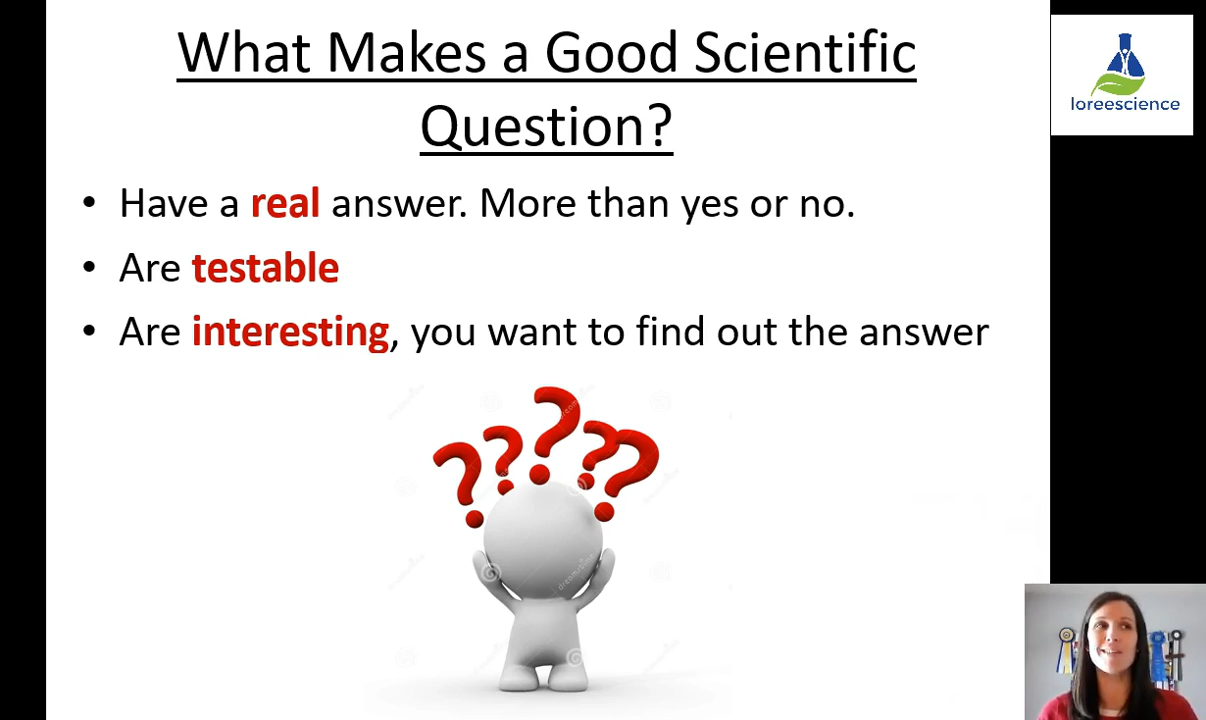 What Makes a Good Scientific
Question?
loreescience
• Have a real answer. More than yes or no.
• Are testable
• Are interesting, you want to find out the answer
dreamstime